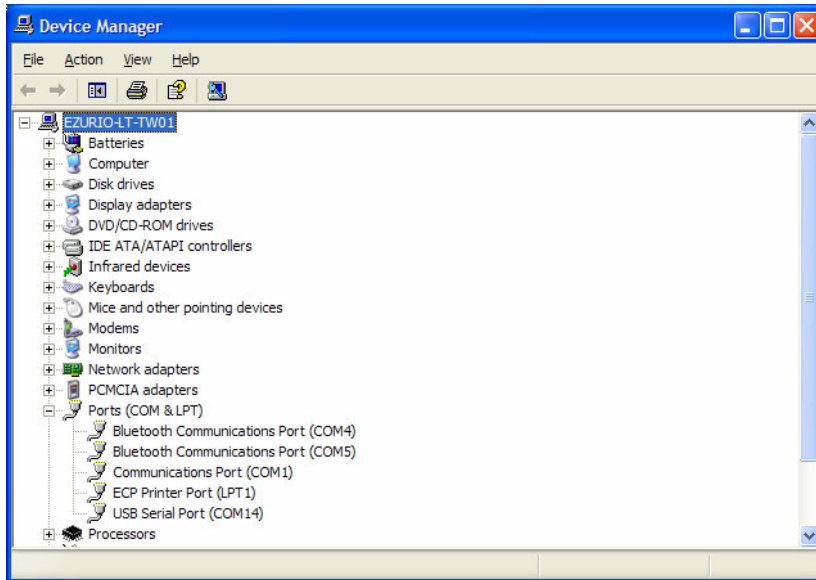 Device Manager
File Action View Help
EZURIO-LT-TW01
Batteries
Computer
Disk drives
Display adapters
DVD/CD-ROM drives
IDE ATA/ATAPI controllers
Infrared devices
Keyboards
Mice and other pointing devices
Modems
Monitors
Network adapters
PCMCIA adapters
Ports (COM & LPT)
Bluetooth Communications Port (COM4)
Bluetooth Communications Port (COM5)
Communications Port (COM1)
ECP Printer Port (LPT1)
USB Serial Port (COM14)
Processors